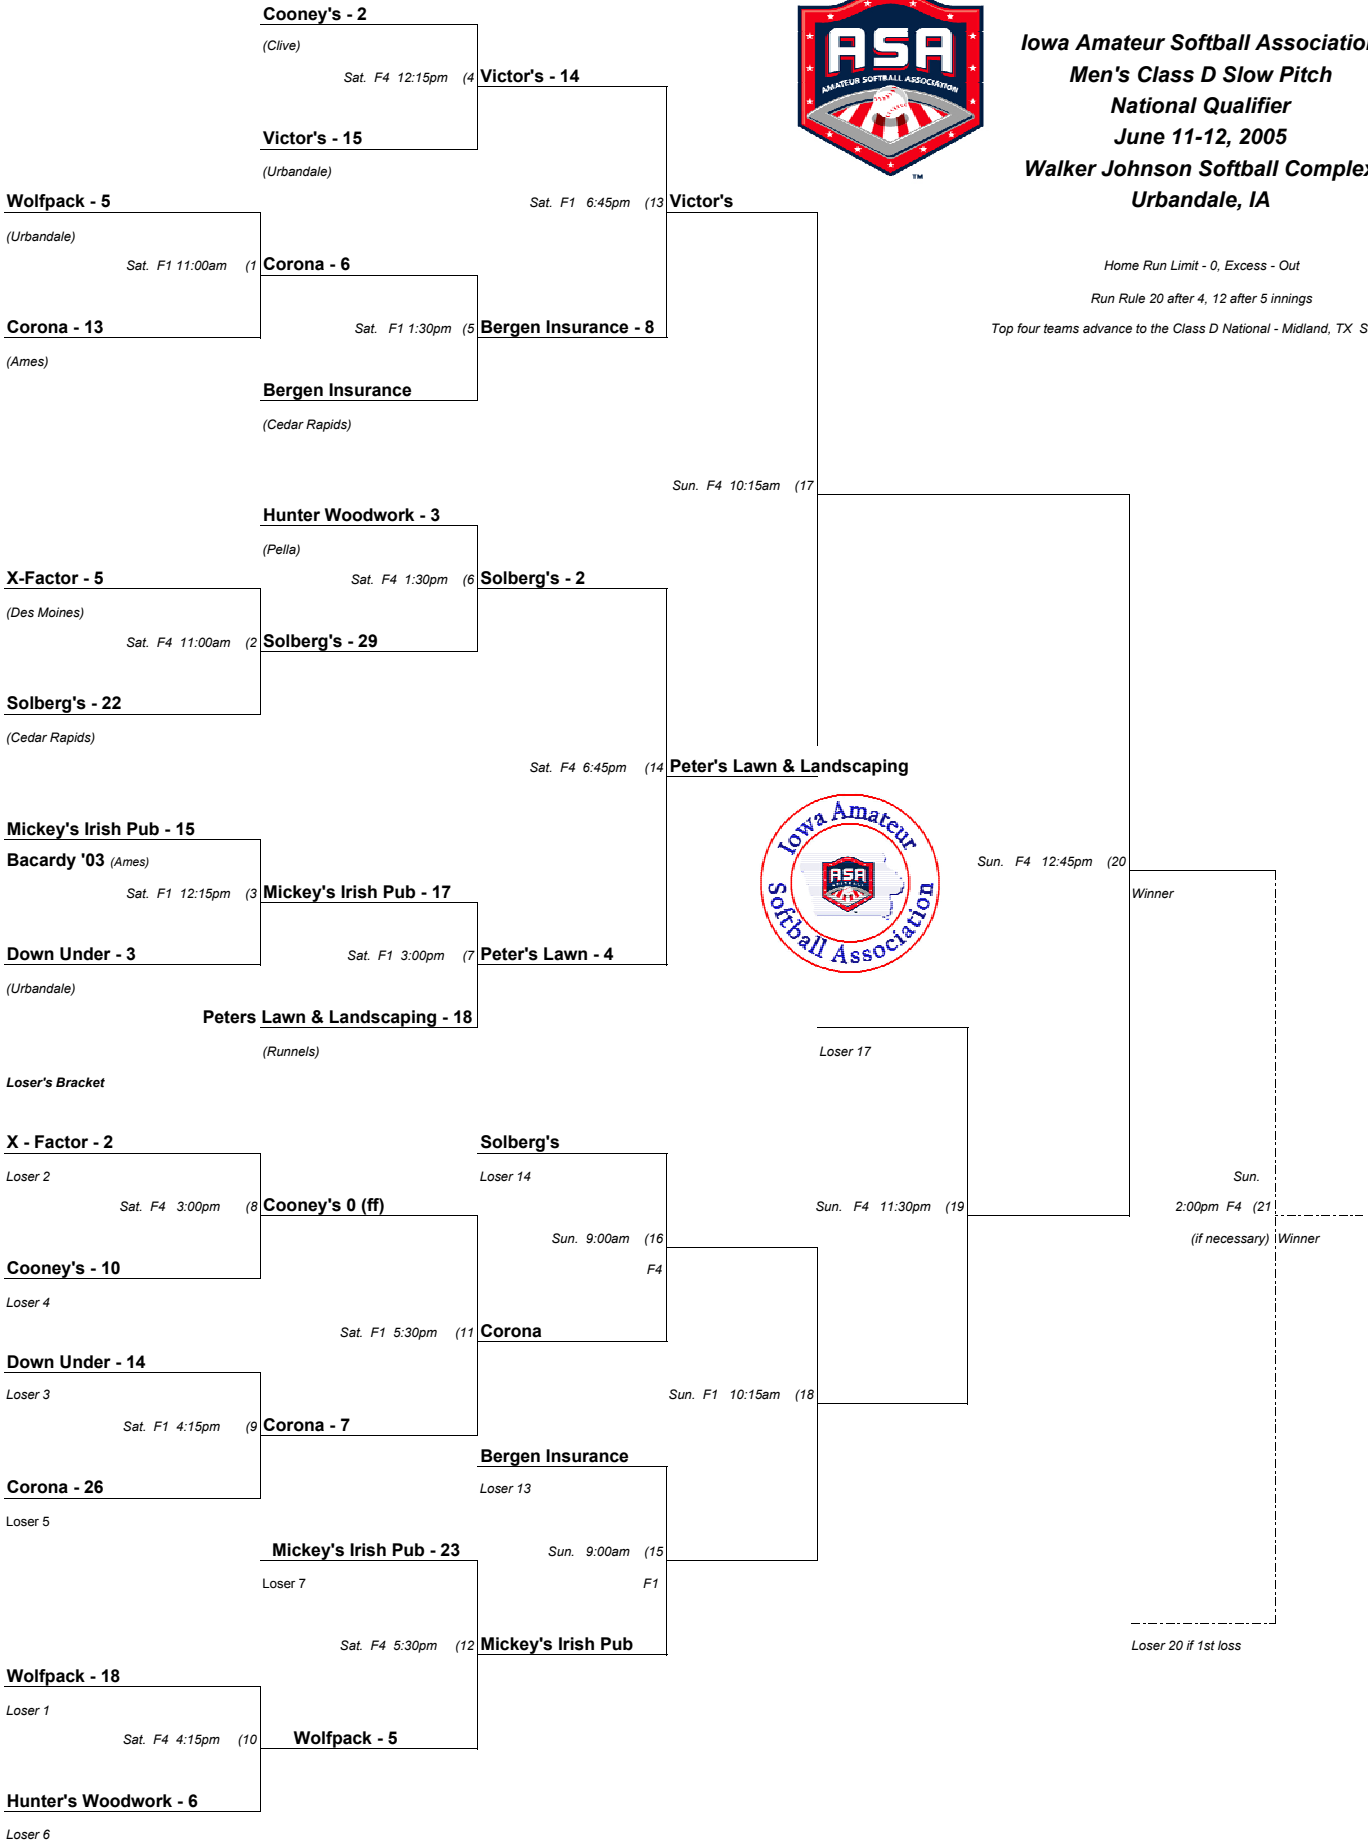 Cooney's - 2
(Clive)
Sat. F4 12:15pm (4 Victor's - 14
Victor's - 15
(Urbandale)
ASA
AMATEUR SOFTBALL ASSOCIATION
TM
Iowa Amateur Softball Association
Men's Class D Slow Pitch
National Qualifier
June 11-12, 2005
Walker Johnson Softball Complex
Urbandale, IA
Wolfpack - 5
(Urbandale)
Sat. F1 6:45pm (13 Victor's
Sat. F1 11:00am (1 Corona - 6
Home Run Limit - 0, Excess - Out
Run Rule 20 after 4, 12 after 5 innings
Corona - 13
(Ames)
Sat. F1 1:30pm (5 Bergen Insurance - 8
Top four teams advance to the Class D National - Midland, TX S
Bergen Insurance
(Cedar Rapids)
Sun. F4 10:15am (17
Hunter Woodwork - 3
(Pella)
X-Factor - 5
(Des Moines)
Sat. F4 1:30pm (6 Solberg's - 2
Sat. F4 11:00am (2 Solberg's - 29
Solberg's - 22
(Cedar Rapids)
Sat. F4 6:45pm (14 Peter's Lawn & Landscaping
Iowa Amateur
ASA
Softball Association
Mickey's Irish Pub - 15
Bacardy '03 (Ames)
Sun. F4 12:45pm (20
Winner
Sat. F1 12:15pm (3 Mickey's Irish Pub - 17
Down Under - 3
(Urbandale)
Sat. F1 3:00pm (7 Peter's Lawn - 4
Peters Lawn & Landscaping - 18
(Runnels)
Loser 17
Loser's Bracket
X - Factor - 2
Loser 2
Solberg's
Loser 14
Sat. F4 3:00pm (8 Cooney's 0 (ff)
Sun. F4 11:30pm (19
Sun.
2:00pm F4 (21
(if necessary) Winner
Sun. 9:00am (16
F4
Cooney's - 10
Loser 4
Sat. F1 5:30pm (11 Corona
Down Under - 14
Loser 3
Sun. F1 10:15am (18
Sat. F1 4:15pm (9 Corona - 7
Bergen Insurance
Loser 13
Corona - 26
Loser 5
Mickey's Irish Pub - 23
Loser 7
Sun. 9:00am (15
F1
Sat. F4 5:30pm (12 Mickey's Irish Pub
Loser 20 if 1st loss
Wolfpack - 18
Loser 1
Sat. F4 4:15pm (10 Wolfpack - 5
Hunter's Woodwork - 6
Loser 6